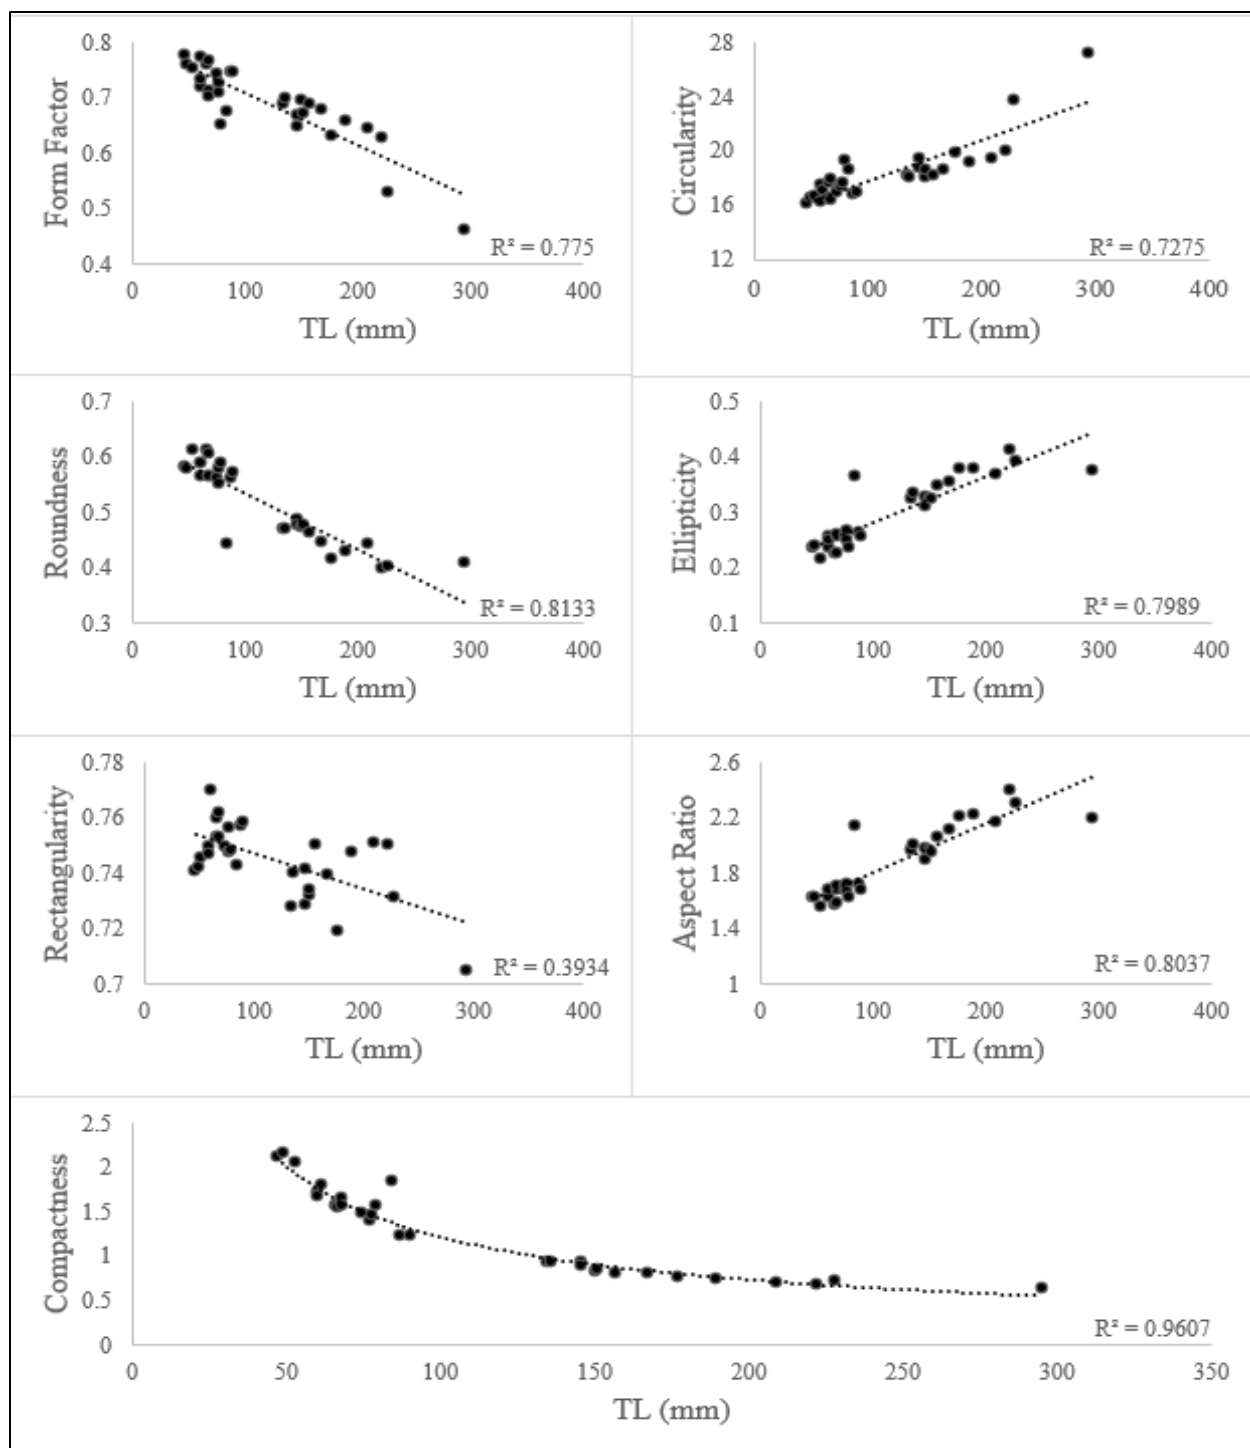 0.8
0.7
0.6
0.5
0.4
Form Factor
R² = 0.775
0 100 200 300 400
TL (mm)
28
24
20
16
12
Circularity
R² = 0.7275
0 100 200 300 400
TL (mm)
0.7
0.6
0.5
0.4
0.3
Roundness
R² = 0.8133
0 100 200 300 400
TL (mm)
0.5
0.4
0.3
0.2
0.1
Ellipticity
R² = 0.7989
0 100 200 300 400
TL (mm)
0.78
0.76
0.74
0.72
0.7
Rectangularity
R² = 0.3934
0 100 200 300 400
TL (mm)
2.6
2.2
1.8
1.4
1
Aspect Ratio
R² = 0.8037
0 100 200 300 400
TL (mm)
2.5
2
1.5
1
0.5
0
Compactness
R² = 0.9607
0 50 100 150 200 250 300 350
TL (mm)